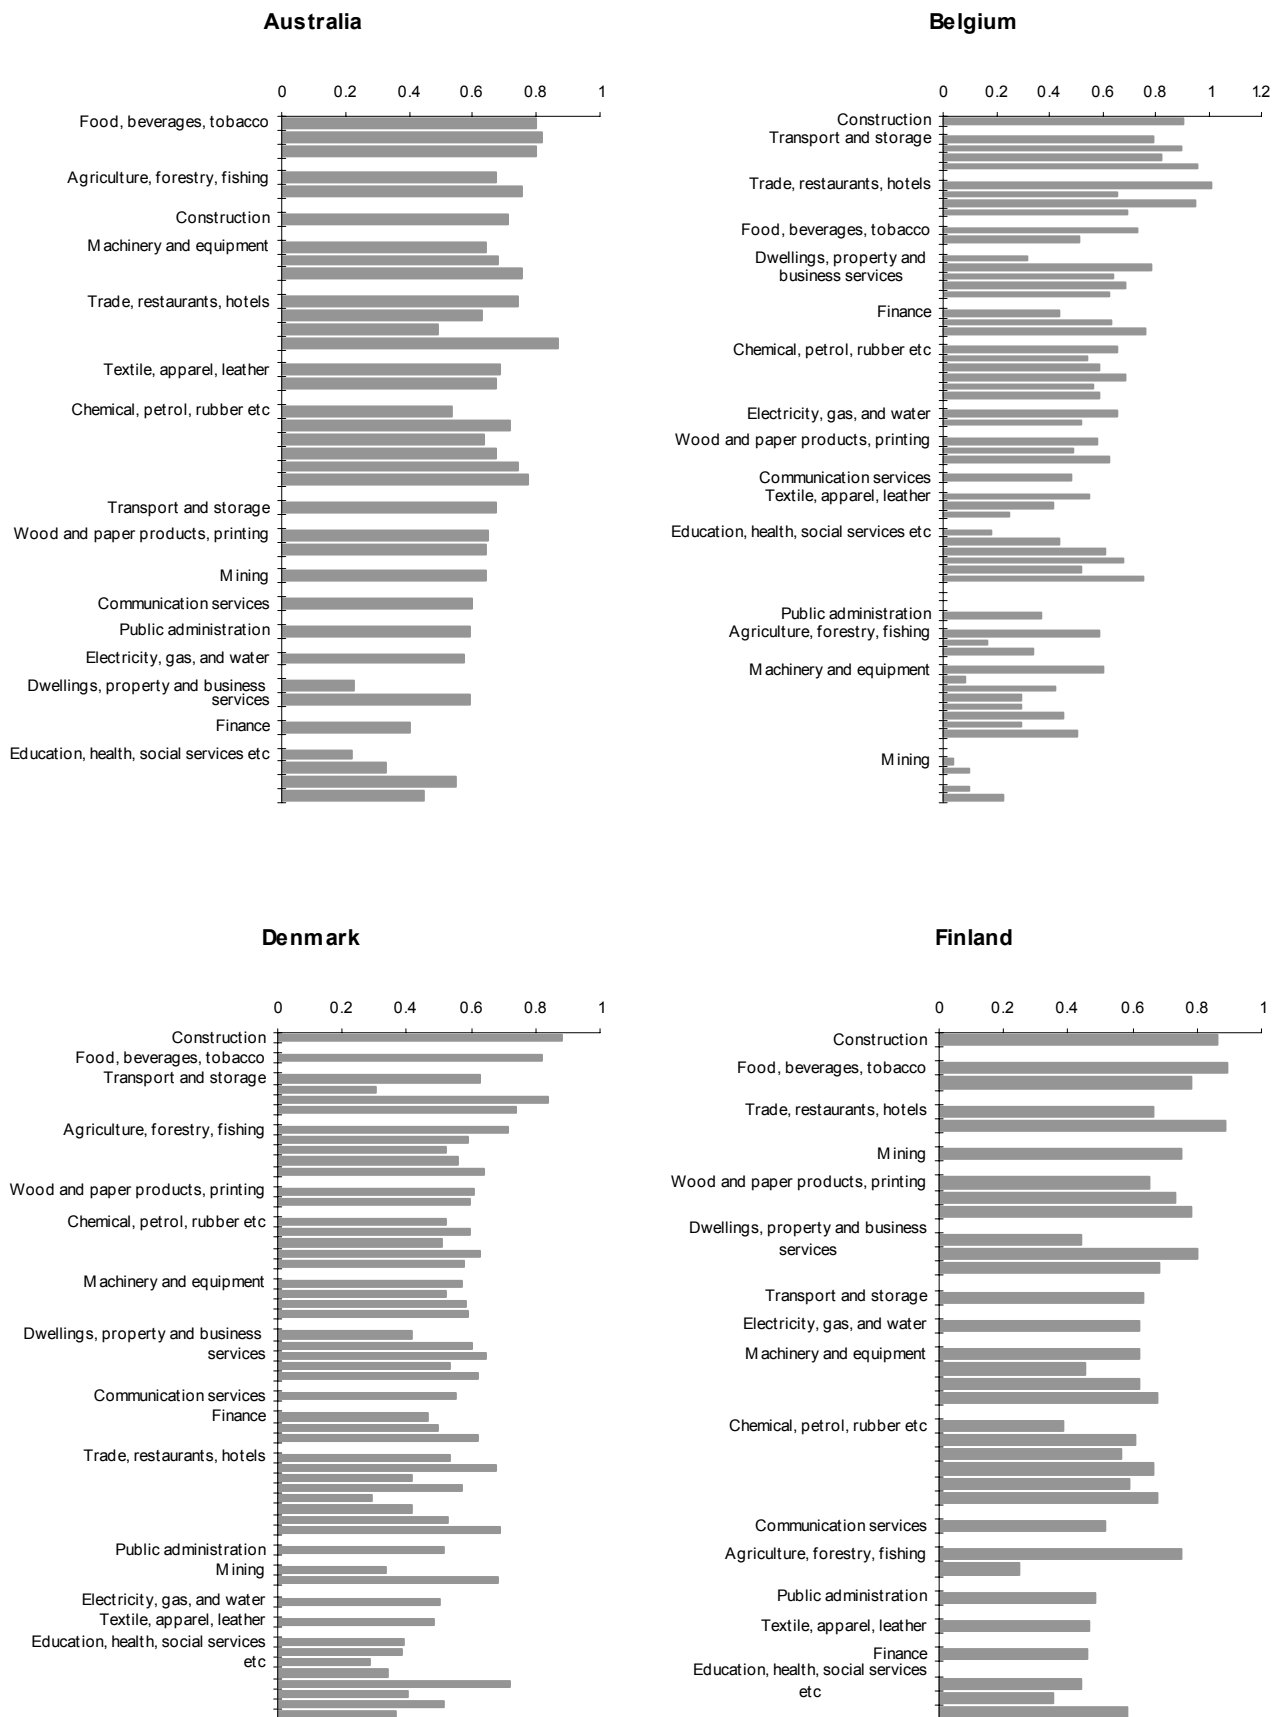 Australia
0 0.2 0.4 0.6 0.8 1
Food, beverages, tobacco
Agriculture, forestry, fishing
Construction
Machinery and equipment
Trade, restaurants, hotels
Textile, apparel, leather
Chemical, petrol, rubber etc
Transport and storage
Wood and paper products, printing
Mining
Communication services
Public administration
Electricity, gas, and water
Dwellings, property and business
services
Finance
Education, health, social services etc
Belgium
0 0.2 0.4 0.6 0.8 1 1.2
Construction
Transport and storage
Trade, restaurants, hotels
Food, beverages, tobacco
Dwellings, property and
business services
Finance
Chemical, petrol, rubber etc
Electricity, gas, and water
Wood and paper products, printing
Communication services
Textile, apparel, leather
Education, health, social services etc
Public administration
Agriculture, forestry, fishing
Machinery and equipment
Mining
Denmark
0 0.2 0.4 0.6 0.8 1
Construction
Food, beverages, tobacco
Transport and storage
Agriculture, forestry, fishing
Wood and paper products, printing
Chemical, petrol, rubber etc
Machinery and equipment
Dwellings, property and business
services
Communication services
Finance
Trade, restaurants, hotels
Public administration
Mining
Electricity, gas, and water
Textile, apparel, leather
Education, health, social services
etc
Finland
0 0.2 0.4 0.6 0.8 1
Construction
Food, beverages, tobacco
Trade, restaurants, hotels
Mining
Wood and paper products, printing
Dwellings, property and business
services
Transport and storage
Electricity, gas, and water
Machinery and equipment
Chemical, petrol, rubber etc
Communication services
Agriculture, forestry, fishing
Public administration
Textile, apparel, leather
Finance
Education, health, social services
etc